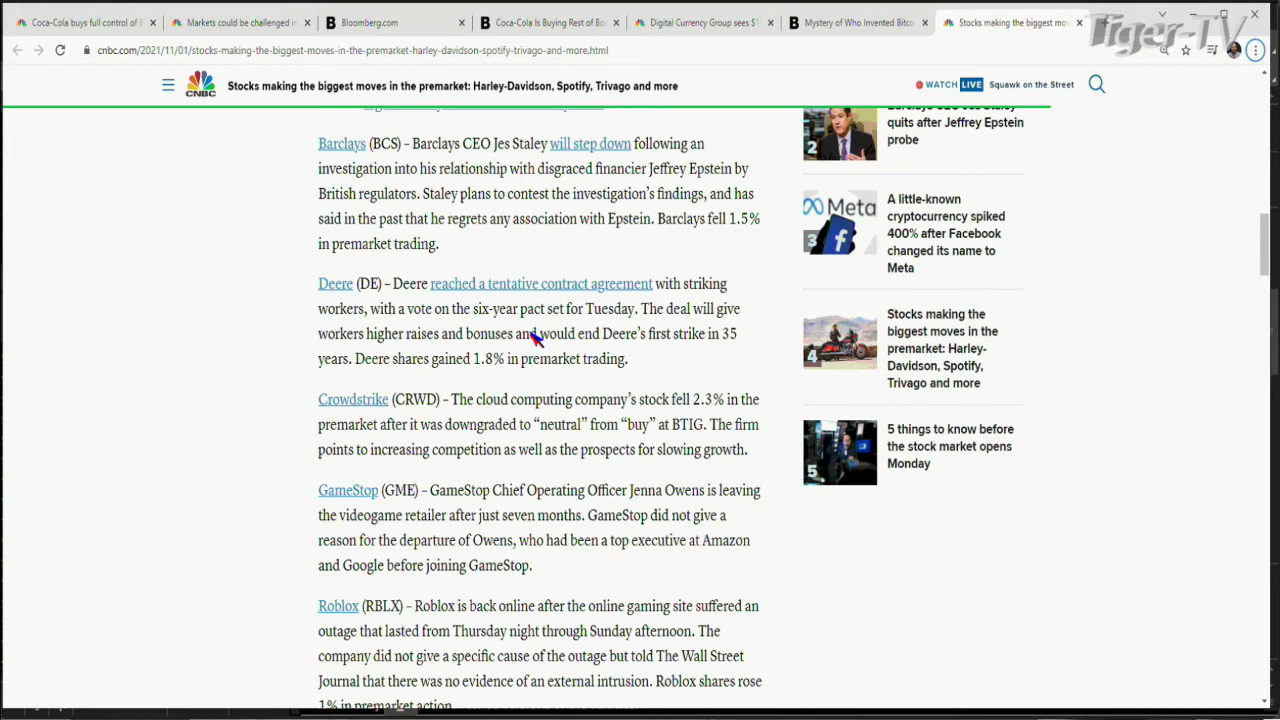 Coca-Cola buys full control of B
Markets could be challenged in
Bloomberg.com
Coca-Cola Is Buying Rest of Bo
Digital Currency Group sees $1
Mystery of Who Invented Bitco
Stocks making the biggest mov
Tiger-TV
cnbc.com/2021/11/01/stocks-making-the-biggest-moves-in-the-premarket-harley-davidson-spotify-trivago-and-more.html
CNBC
Stocks making the biggest moves in the premarket: Harley-Davidson, Spotify, Trivago and more
WATCH LIVE Squawk on the Street
Barclays (BCS) – Barclays CEO Jes Staley will step down following an
investigation into his relationship with disgraced financier Jeffrey Epstein by
British regulators. Staley plans to contest the investigation's findings, and has
said in the past that he regrets any association with Epstein. Barclays fell 1.5%
in premarket trading.
Deere (DE) – Deere reached a tentative contract agreement with striking
workers, with a vote on the six-year pact set for Tuesday. The deal will give
workers higher raises and bonuses and would end Deere's first strike in 35
years. Deere shares gained 1.8% in premarket trading.
Crowdstrike (CRWD) – The cloud computing company's stock fell 2.3% in the
premarket after it was downgraded to “neutral” from “buy” at BTIG. The firm
points to increasing competition as well as the prospects for slowing growth.
GameStop (GME) – GameStop Chief Operating Officer Jenna Owens is leaving
the videogame retailer after just seven months. GameStop did not give a
reason for the departure of Owens, who had been a top executive at Amazon
and Google before joining GameStop.
Roblox (RBLX) – Roblox is back online after the online gaming site suffered an
outage that lasted from Thursday night through Sunday afternoon. The
company did not give a specific cause of the outage but told The Wall Street
Journal that there was no evidence of an external intrusion. Roblox shares rose
1% in premarket action
2
Barclays CEO Jes Staley
quits after Jeffrey Epstein
probe
Meta
3
A little-known
cryptocurrency spiked
400% after Facebook
changed its name to
Meta
4
Stocks making the
biggest moves in the
premarket: Harley-
Davidson, Spotify,
Trivago and more
5
5 things to know before
the stock market opens
Monday